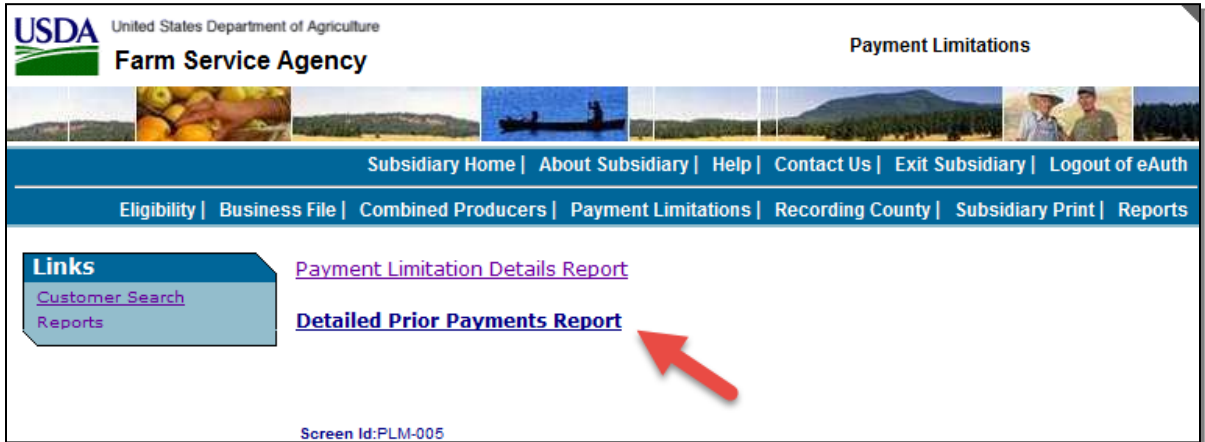 USDA United States Department of Agriculture
Farm Service Agency
Payment Limitations
Subsidiary Home | About Subsidiary | Help | Contact Us | Exit Subsidiary | Logout of eAuth
Eligibility | Business File | Combined Producers | Payment Limitations | Recording County | Subsidiary Print | Reports
Links
Customer Search
Reports
Payment Limitation Details Report
Detailed Prior Payments Report
Screen Id:PLM-005